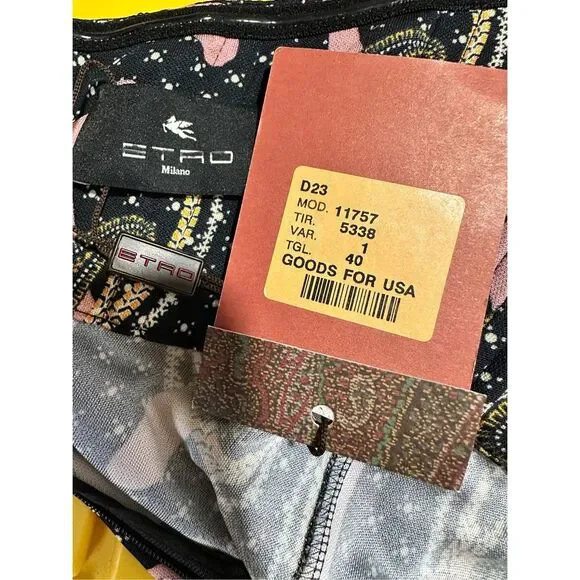 ETRO
Milano
ETRO
D23
MOD. 11757
TIR. 5338
VAR. 1
TGL. 40
GOODS FOR USA